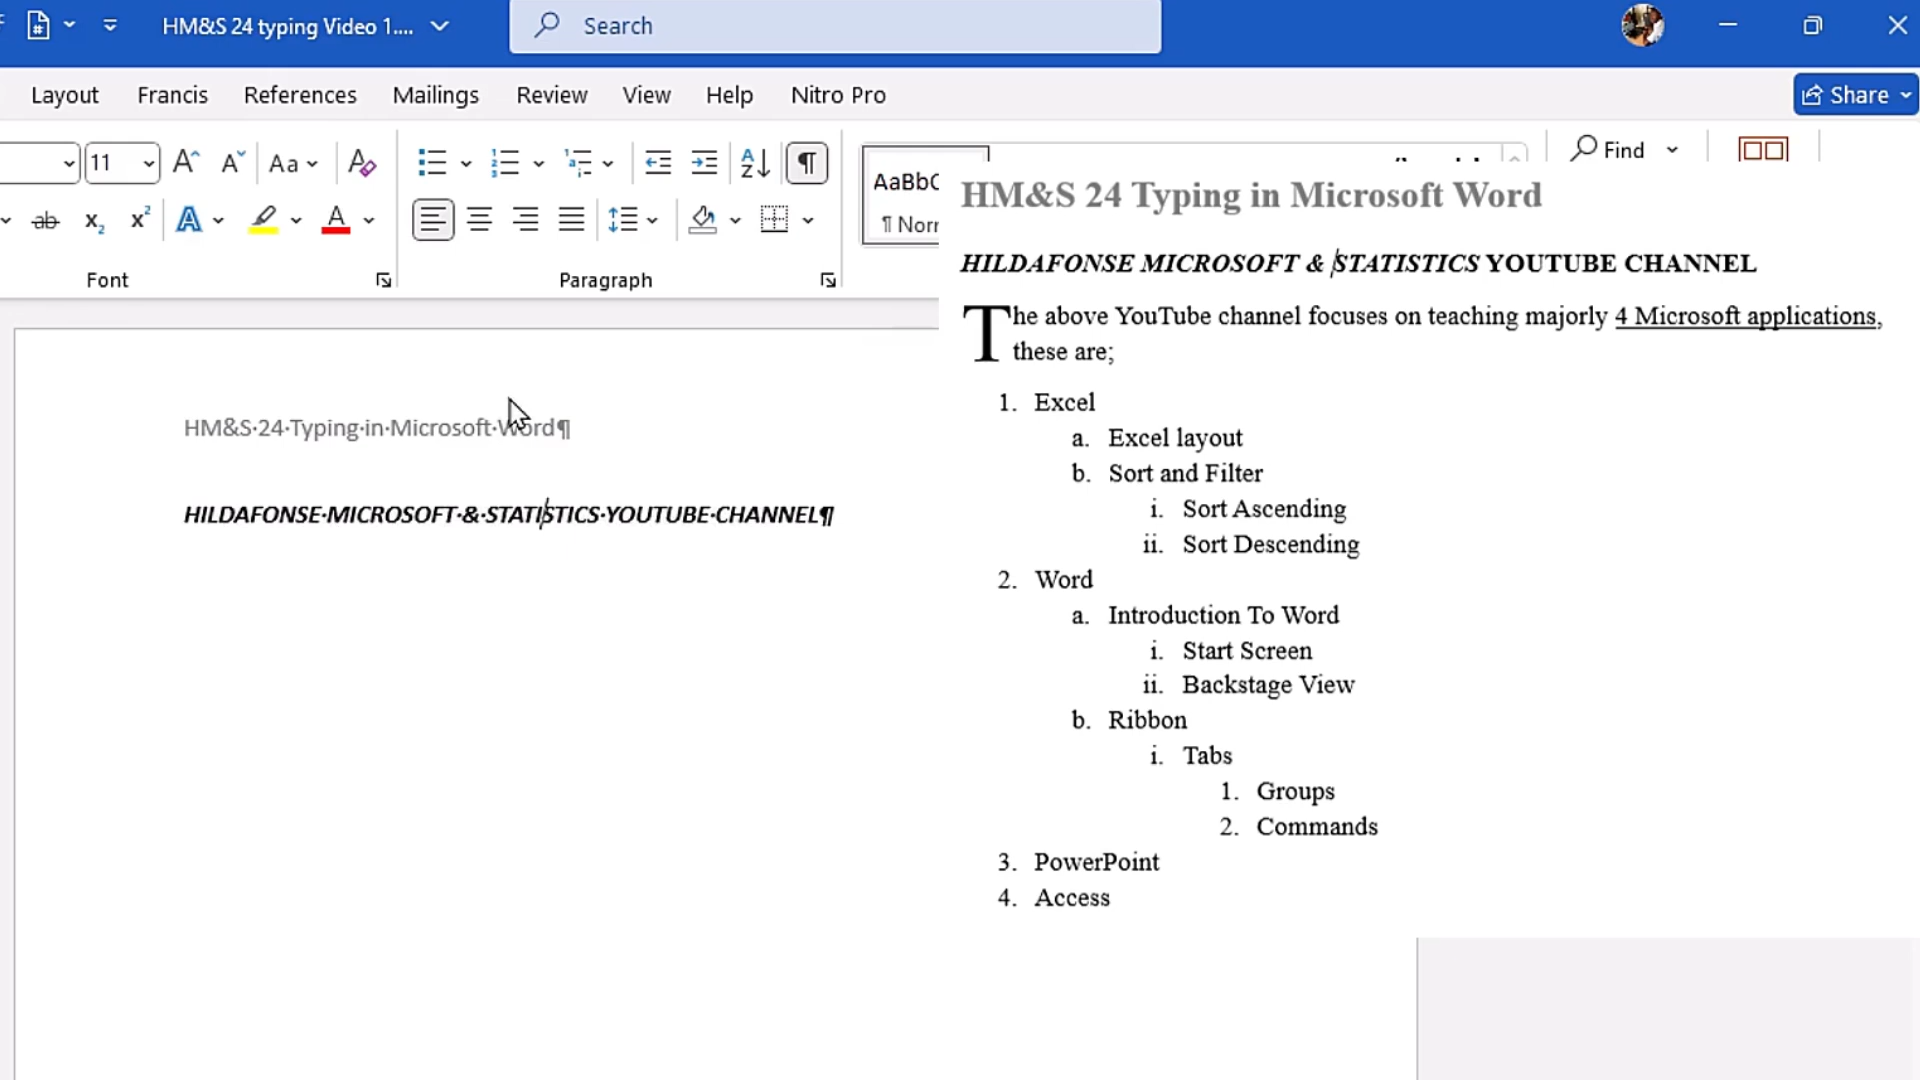 HM&S 24 typing Video 1....
Search
Layout Francis References Mailings Review View Help Nitro Pro
Share
11
Aa
Find
AaBbC
¶ Norr
Font
Paragraph
HM&S·24·Typing·in·Microsoft·Word¶
HILDAFONSE·MICROSOFT·&·STATISTICS·YOUTUBE·CHANNEL¶
HM&S 24 Typing in Microsoft Word
HILDAFONSE MICROSOFT & STATISTICS YOUTUBE CHANNEL
The above YouTube channel focuses on teaching majorly 4 Microsoft applications,
these are;
1. Excel
a. Excel layout
b. Sort and Filter
i. Sort Ascending
ii. Sort Descending
2. Word
a. Introduction To Word
i. Start Screen
ii. Backstage View
b. Ribbon
i. Tabs
1. Groups
2. Commands
3. PowerPoint
4. Access